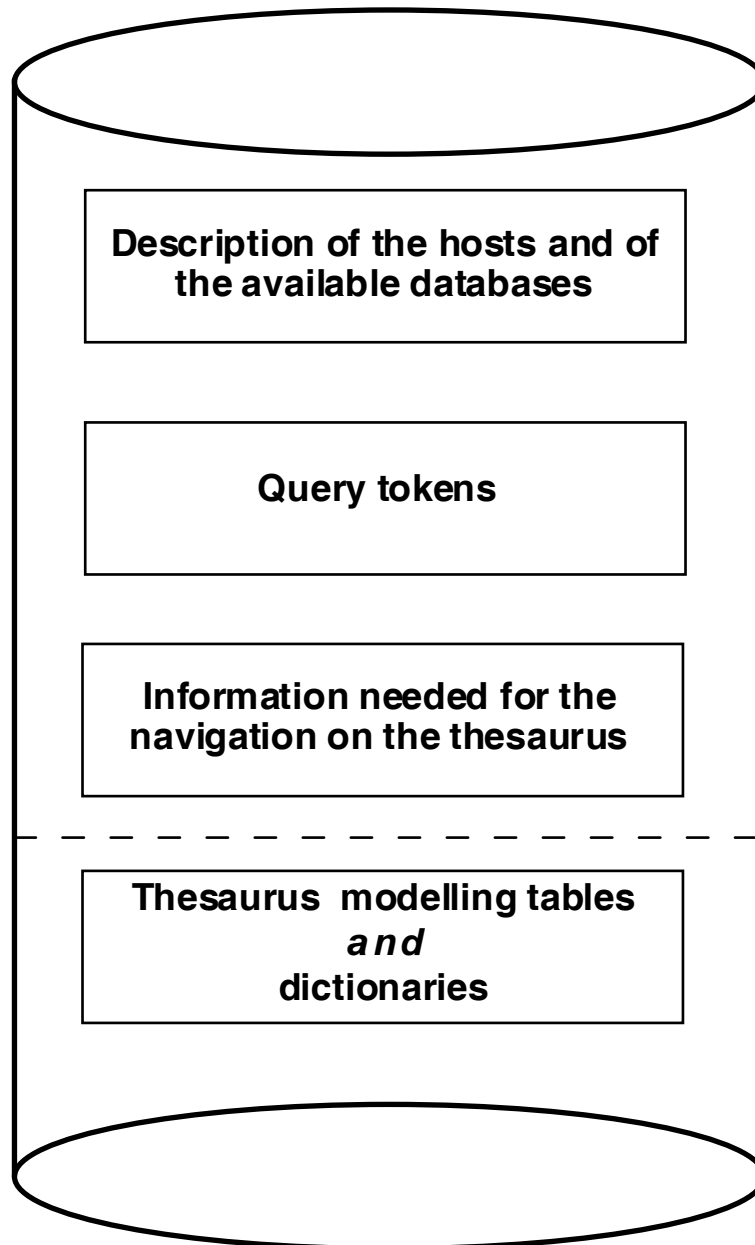 Description of the hosts and of
the available databases
Query tokens
Information needed for the
navigation on the thesaurus
Thesaurus modelling tables
and
dictionaries